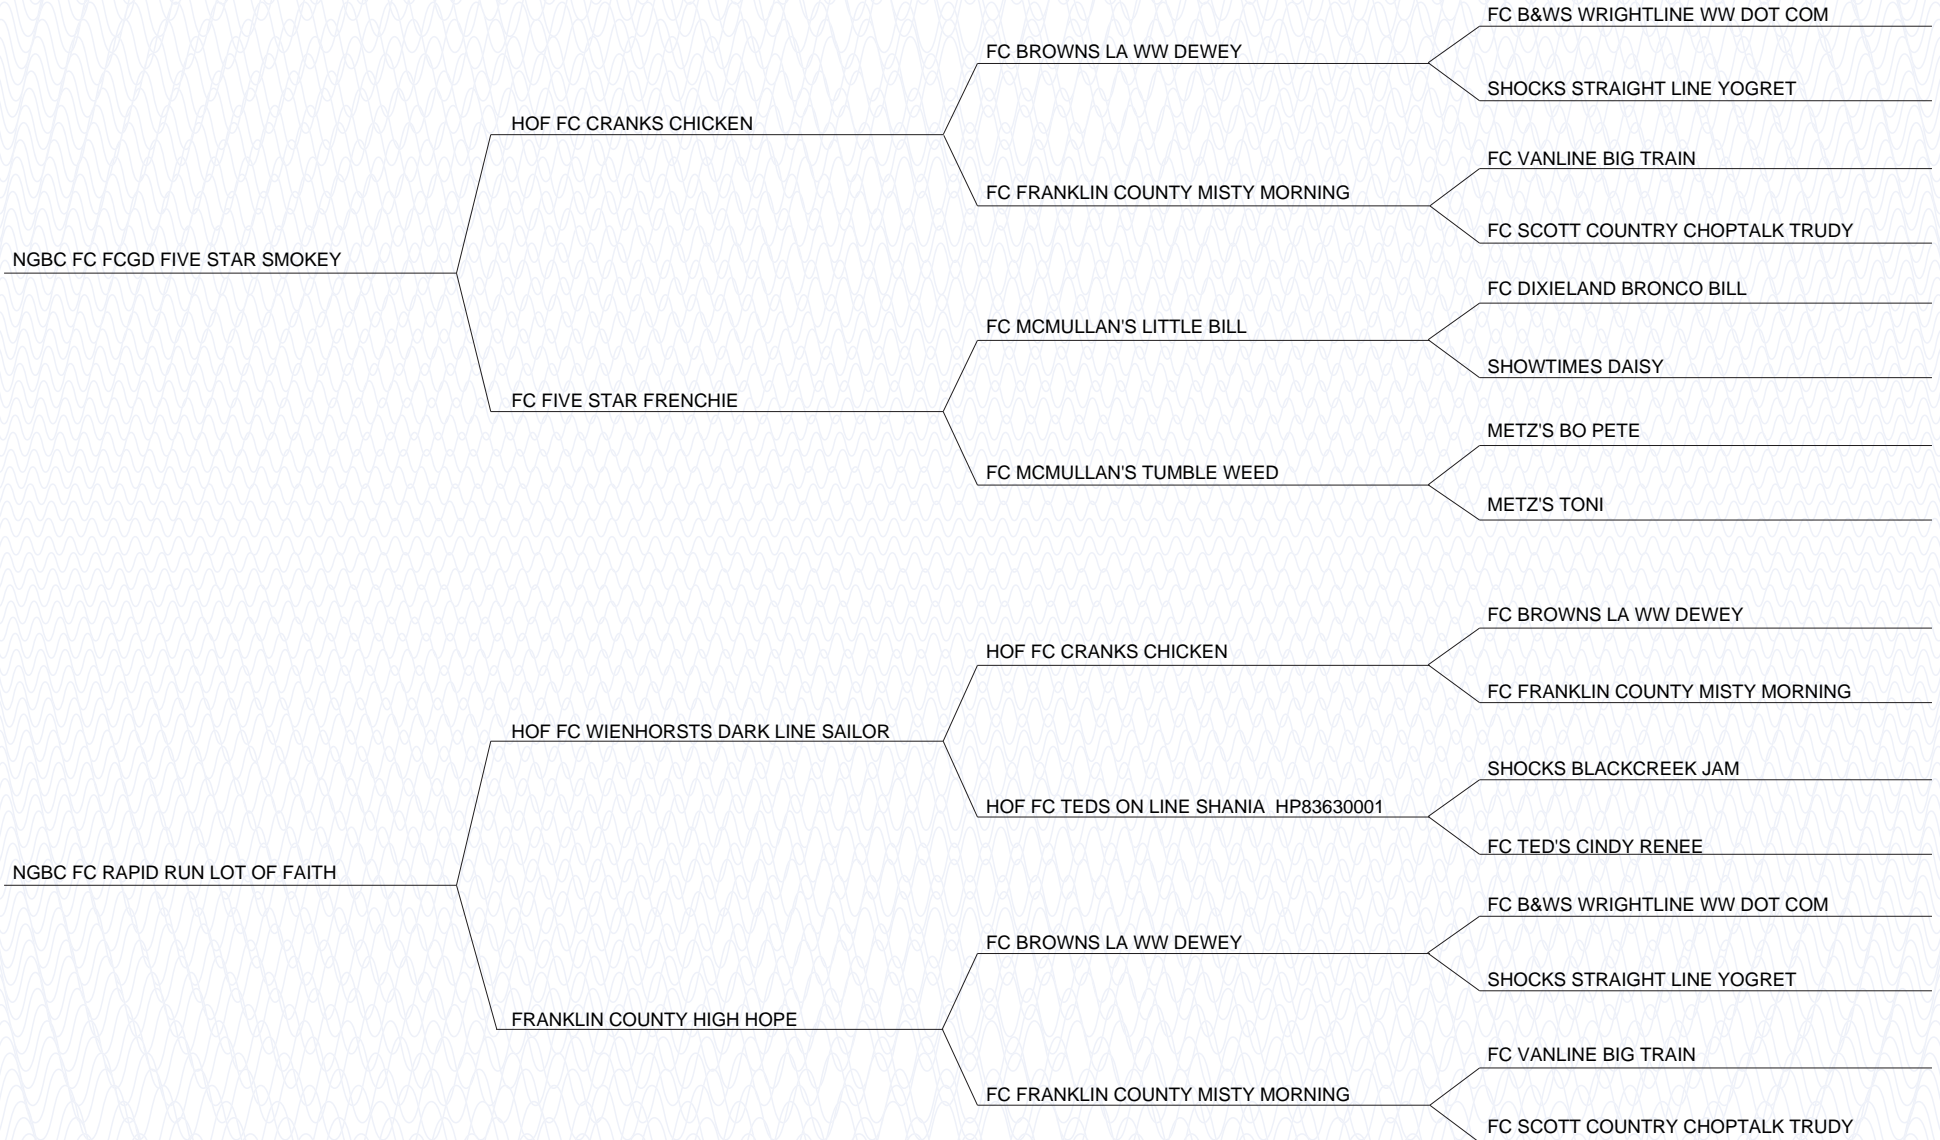 FC B&WS WRIGHTLINE WW DOT COM
FC BROWNS LA WW DEWEY
SHOCKS STRAIGHT LINE YOGRET
HOF FC CRANKS CHICKEN
FC VANLINE BIG TRAIN
FC FRANKLIN COUNTY MISTY MORNING
FC SCOTT COUNTRY CHOPTALK TRUDY
NGBC FC FCGD FIVE STAR SMOKEY
FC DIXIELAND BRONCO BILL
FC MCMULLAN'S LITTLE BILL
SHOWTIMES DAISY
FC FIVE STAR FRENCHIE
METZ'S BO PETE
FC MCMULLAN'S TUMBLE WEED
METZ'S TONI
FC BROWNS LA WW DEWEY
HOF FC CRANKS CHICKEN
FC FRANKLIN COUNTY MISTY MORNING
HOF FC WIENHORSTS DARK LINE SAILOR
SHOCKS BLACKCREEK JAM
HOF FC TEDS ON LINE SHANIA  HP83630001
FC TED'S CINDY RENEE
NGBC FC RAPID RUN LOT OF FAITH
FC B&WS WRIGHTLINE WW DOT COM
FC BROWNS LA WW DEWEY
SHOCKS STRAIGHT LINE YOGRET
FRANKLIN COUNTY HIGH HOPE
FC VANLINE BIG TRAIN
FC FRANKLIN COUNTY MISTY MORNING
FC SCOTT COUNTRY CHOPTALK TRUDY